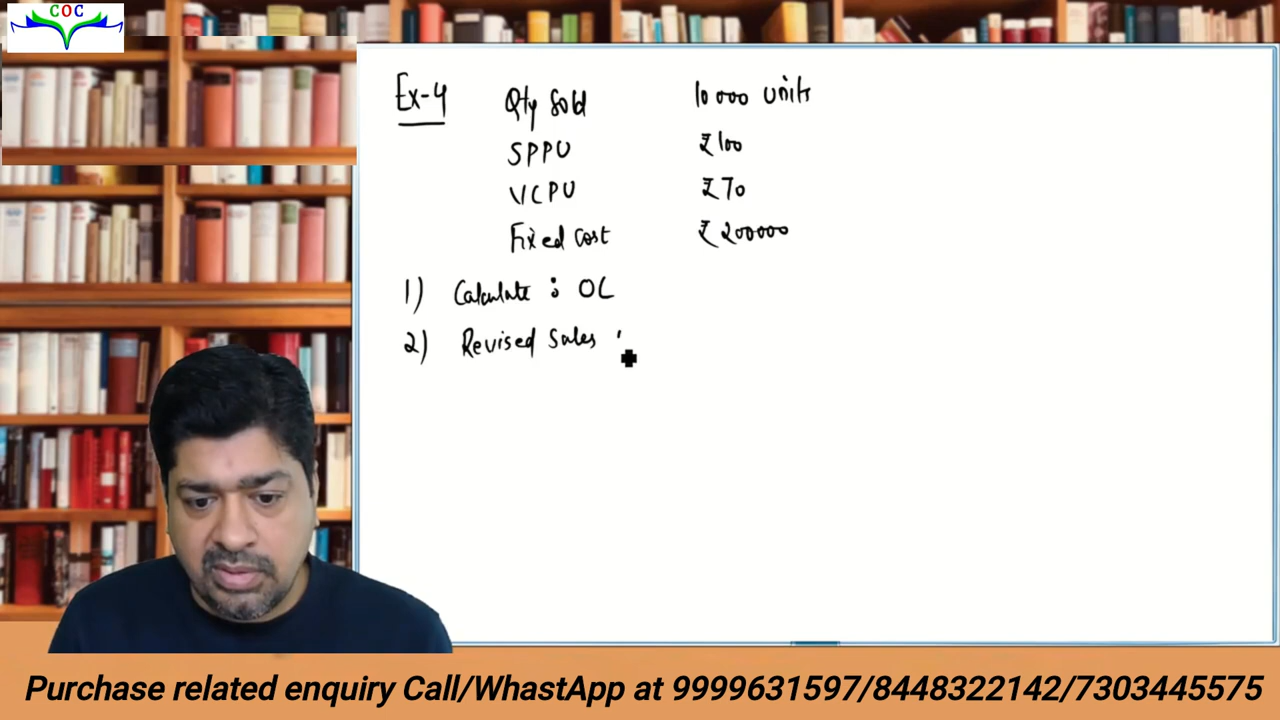 COC
Ex-4 Qty Sold 10000 units
SPPU ₹100
VCPU ₹70
Fixed Cost ₹200000
1) Calculate : OL
2) Revised Sales
Purchase related enquiry Call/WhastApp at 9999631597/8448322142/7303445575